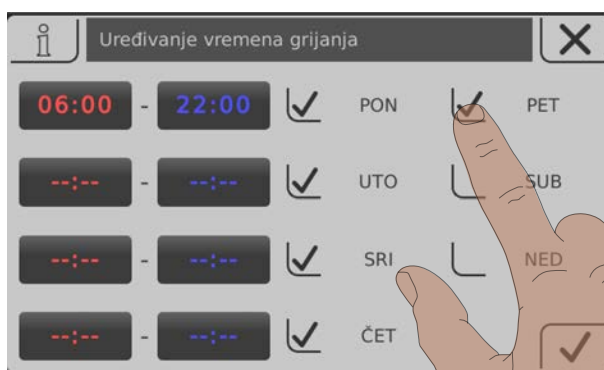 i Uređivanje vremena grijanja
06:00 - 22:00 PON PET
--:-- - --:-- UTO SUB
--:-- - --:-- SRI NED
--:-- - --:-- ČET